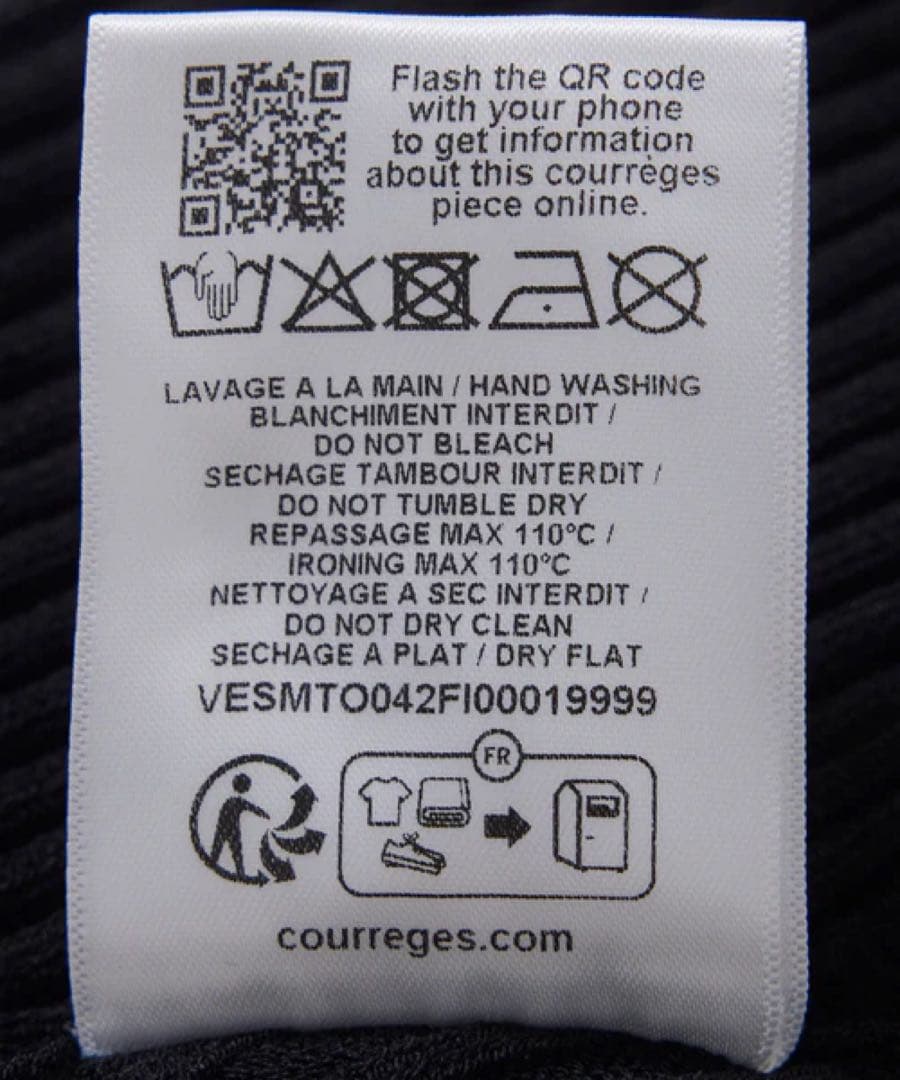 Flash the QR code
with your phone
to get information
about this courrèges
piece online.
LAVAGE A LA MAIN / HAND WASHING
BLANCHIMENT INTERDIT /
DO NOT BLEACH
SECHAGE TAMBOUR INTERDIT /
DO NOT TUMBLE DRY
REPASSAGE MAX 110°C /
IRONING MAX 110°C
NETTOYAGE A SEC INTERDIT /
DO NOT DRY CLEAN
SECHAGE A PLAT / DRY FLAT
VESMTO042FI00019999
FR
courreges.com